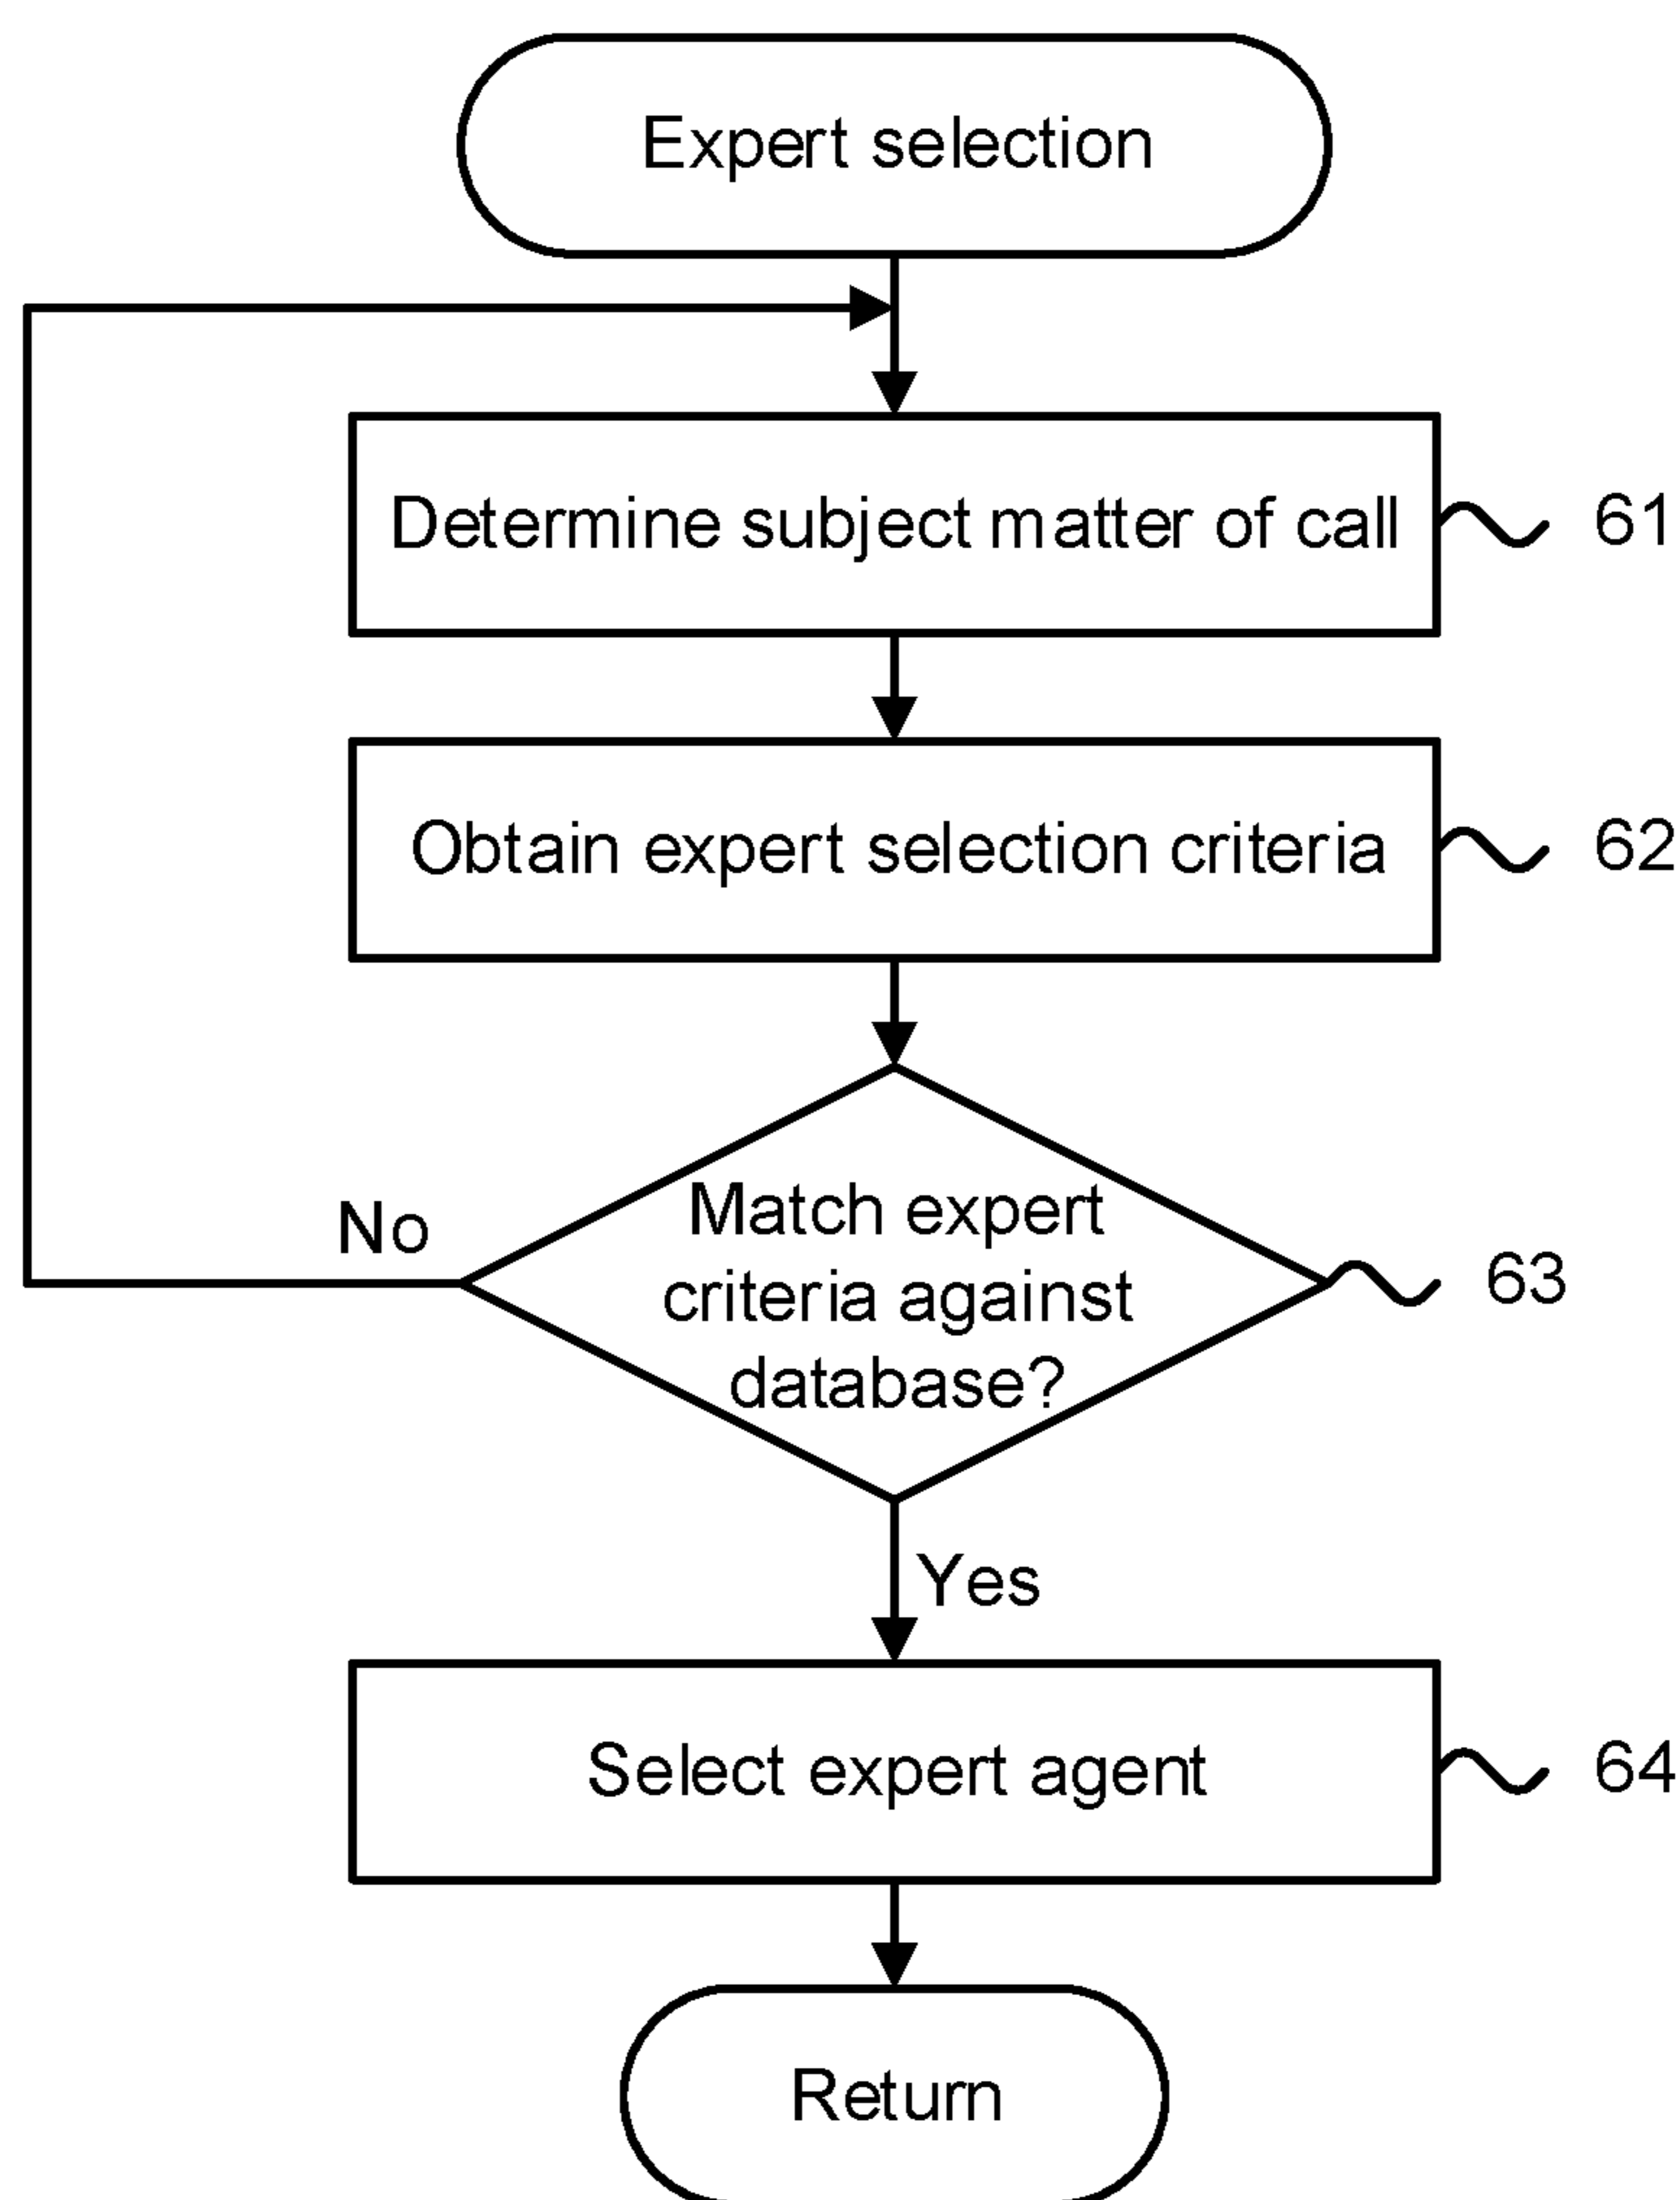 Expert selection
Determine subject matter of call
61
Obtain expert selection criteria
62
Match expert
criteria against
database?
63
No
Yes
Select expert agent
64
Return